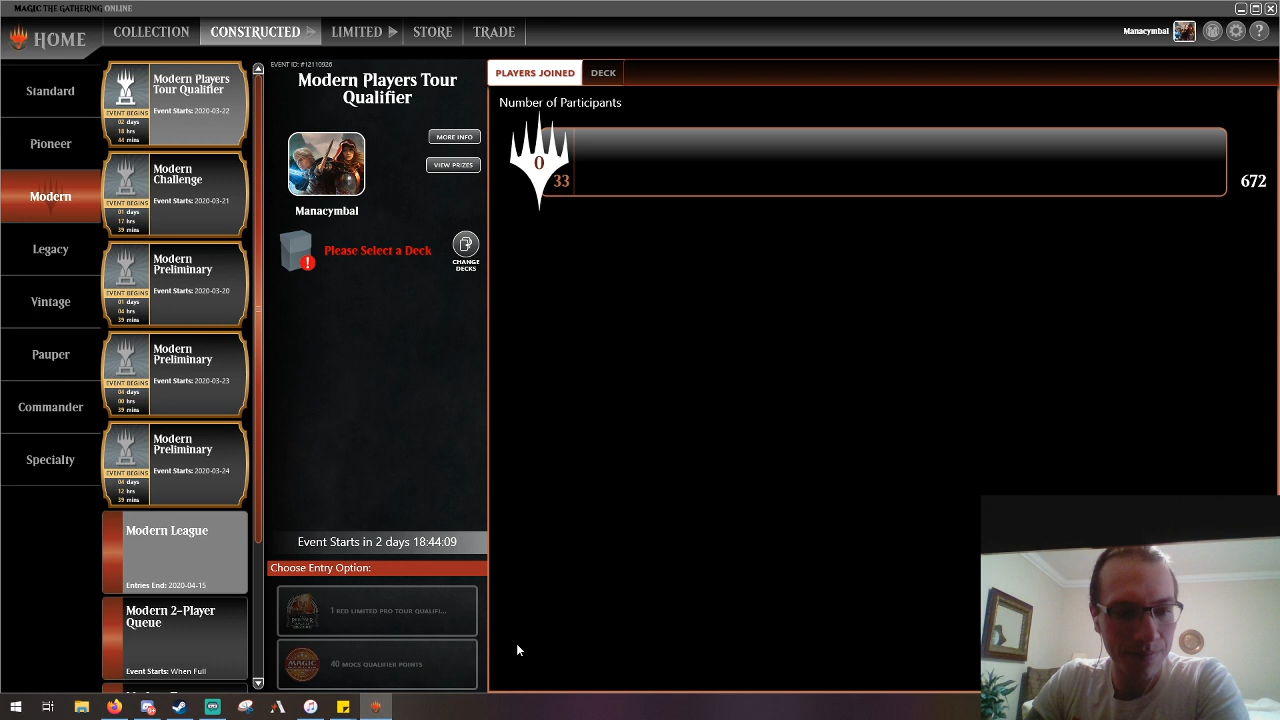 MAGIC THE GATHERING ONLINE
HOME
COLLECTION
CONSTRUCTED
LIMITED
STORE
TRADE
Manacymbal
?
Standard
Pioneer
Modern
Legacy
Vintage
Pauper
Commander
Specialty
Modern Players
Tour Qualifier
Event Starts: 2020-03-22
EVENT BEGINS
02 days
18 hrs
44 mins
Modern
Challenge
Event Starts: 2020-03-21
EVENT BEGINS
01 days
17 hrs
39 mins
Modern
Preliminary
Event Starts: 2020-03-20
EVENT BEGINS
01 days
04 hrs
39 mins
Modern
Preliminary
Event Starts: 2020-03-23
EVENT BEGINS
04 days
00 hrs
39 mins
Modern
Preliminary
Event Starts: 2020-03-24
EVENT BEGINS
04 days
12 hrs
39 mins
Modern League
Entries End: 2020-04-15
Modern 2-Player
Queue
Event Starts: When Full
EVENT ID: #12110926
Modern Players Tour
Qualifier
MORE INFO
VIEW PRIZES
Manacymbal
Please Select a Deck
CHANGE
DECKS
Event Starts in 2 days 18:44:09
Choose Entry Option:
1 RED LIMITED PRO TOUR QUALIFI...
40 MOCS QUALIFIER POINTS
PLAYERS JOINED
DECK
Number of Participants
0
33
672